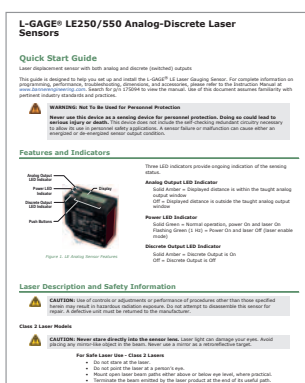 L-GAGE® LE250/550 Analog-Discrete Laser
Sensors
Quick Start Guide
Laser displacement sensor with both analog and discrete (switched) outputs
This guide is designed to help you set up and install the L-GAGE® LE Laser Gauging Sensor. For complete information on
programming, performance, troubleshooting, dimensions, and accessories, please refer to the Instruction Manual at
www.bannerengineering.com. Search for p/n 175094 to view the manual. Use of this document assumes familiarity with
pertinent industry standards and practices.
WARNING: Not To Be Used for Personnel Protection
Never use this device as a sensing device for personnel protection. Doing so could lead to
serious injury or death. This device does not include the self-checking redundant circuitry necessary
to allow its use in personnel safety applications. A sensor failure or malfunction can cause either an
energized or de-energized sensor output condition.
Features and Indicators
Analog Output
LED Indicator
Power LED
Indicator
Discrete Output
LED Indicator
Push Buttons
Display
Figure 1. LE Analog Sensor Features
Three LED indicators provide ongoing indication of the sensing
status.
Analog Output LED Indicator
Solid Amber = Displayed distance is within the taught analog
output window
Off = Displayed distance is outside the taught analog output
window
Power LED Indicator
Solid Green = Normal operation, power On and laser On
Flashing Green (1 Hz) = Power On and laser Off (laser enable
mode)
Discrete Output LED Indicator
Solid Amber = Discrete Output is On
Off = Discrete Output is Off
Laser Description and Safety Information
CAUTION: Use of controls or adjustments or performance of procedures other than those specified
herein may result in hazardous radiation exposure. Do not attempt to disassemble this sensor for
repair. A defective unit must be returned to the manufacturer.
Class 2 Laser Models
CAUTION: Never stare directly into the sensor lens. Laser light can damage your eyes. Avoid
placing any mirror-like object in the beam. Never use a mirror as a retroreflective target.
For Safe Laser Use - Class 2 Lasers
• Do not stare at the laser.
• Do not point the laser at a person's eye.
• Mount open laser beam paths either above or below eye level, where practical.
• Terminate the beam emitted by the laser product at the end of its useful path.